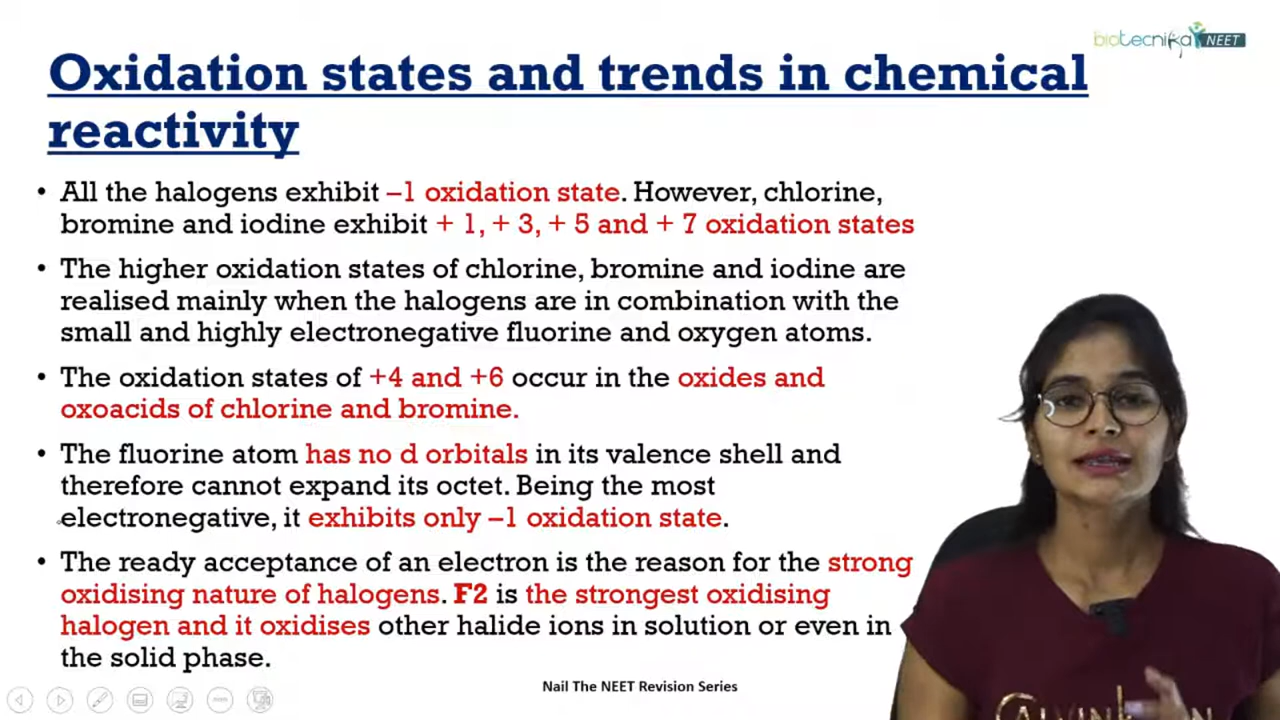 biotecnika NEET
Oxidation states and trends in chemical
reactivity
• All the halogens exhibit –1 oxidation state. However, chlorine,
bromine and iodine exhibit + 1, + 3, + 5 and + 7 oxidation states
• The higher oxidation states of chlorine, bromine and iodine are
realised mainly when the halogens are in combination with the
small and highly electronegative fluorine and oxygen atoms.
• The oxidation states of +4 and +6 occur in the oxides and
oxoacids of chlorine and bromine.
• The fluorine atom has no d orbitals in its valence shell and
therefore cannot expand its octet. Being the most
electronegative, it exhibits only –1 oxidation state.
• The ready acceptance of an electron is the reason for the strong
oxidising nature of halogens. F2 is the strongest oxidising
halogen and it oxidises other halide ions in solution or even in
the solid phase.
Nail The NEET Revision Series